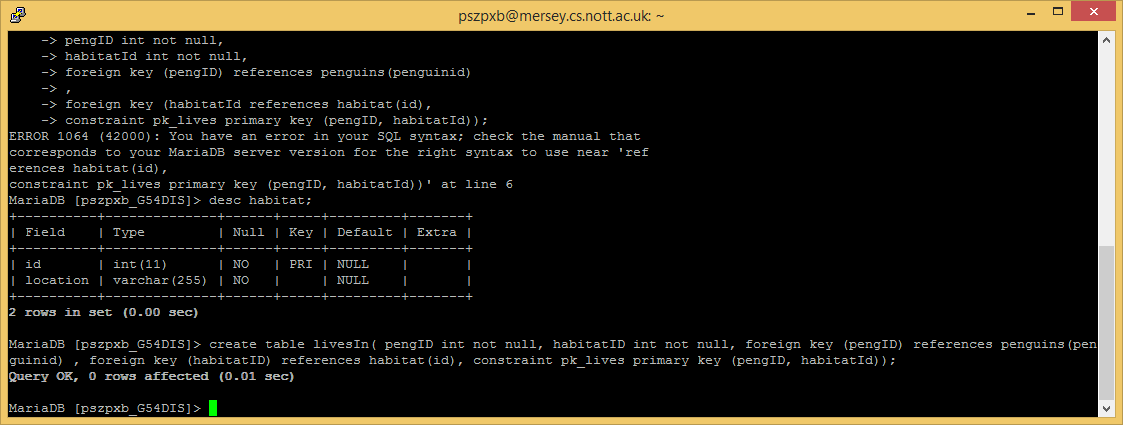 pszpxb@mersey.cs.nott.ac.uk: ~
    -> pengID int not null,
    -> habitatId int not null,
    -> foreign key (pengID) references penguins(penguinid)
    -> ,
    -> foreign key (habitatId references habitat(id),
    -> constraint pk_lives primary key (pengID, habitatId));
ERROR 1064 (42000): You have an error in your SQL syntax; check the manual that
corresponds to your MariaDB server version for the right syntax to use near 'ref
erences habitat(id),
constraint pk_lives primary key (pengID, habitatId))' at line 6
MariaDB [pszpxb_G54DIS]> desc habitat;
+----------+--------------+------+-----+---------+-------+
| Field    | Type         | Null | Key | Default | Extra |
+----------+--------------+------+-----+---------+-------+
| id       | int(11)      | NO   | PRI | NULL    |       |
| location | varchar(255) | NO   |     | NULL    |       |
+----------+--------------+------+-----+---------+-------+
2 rows in set (0.00 sec)
MariaDB [pszpxb_G54DIS]> create table livesIn( pengID int not null, habitatID int not null, foreign key (pengID) references penguins(pen
guinid) , foreign key (habitatID) references habitat(id), constraint pk_lives primary key (pengID, habitatId));
Query OK, 0 rows affected (0.01 sec)
MariaDB [pszpxb_G54DIS]>